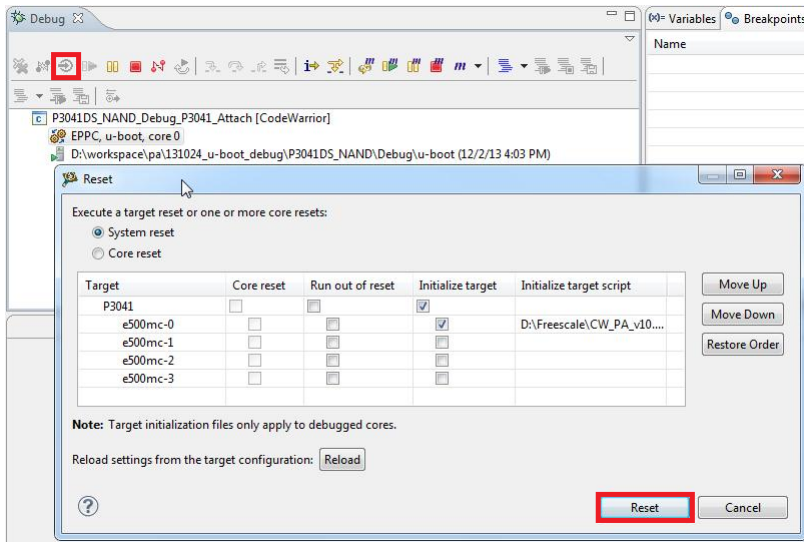 Debug
(x)= Variables
Breakpoints
Name
i
m m m m m
P3041DS_NAND_Debug_P3041_Attach [CodeWarrior]
EPPC, u-boot, core 0
D:\workspace\pa\131024_u-boot_debug\P3041DS_NAND\Debug\u-boot (12/2/13 4:03 PM)
Reset
Execute a target reset or one or more core resets:
System reset
Core reset
Target Core reset Run out of reset Initialize target Initialize target script
P3041
e500mc-0 D:\Freescale\CW_PA_v10....
e500mc-1
e500mc-2
e500mc-3
Move Up
Move Down
Restore Order
Note: Target initialization files only apply to debugged cores.
Reload settings from the target configuration: Reload
?
Reset Cancel